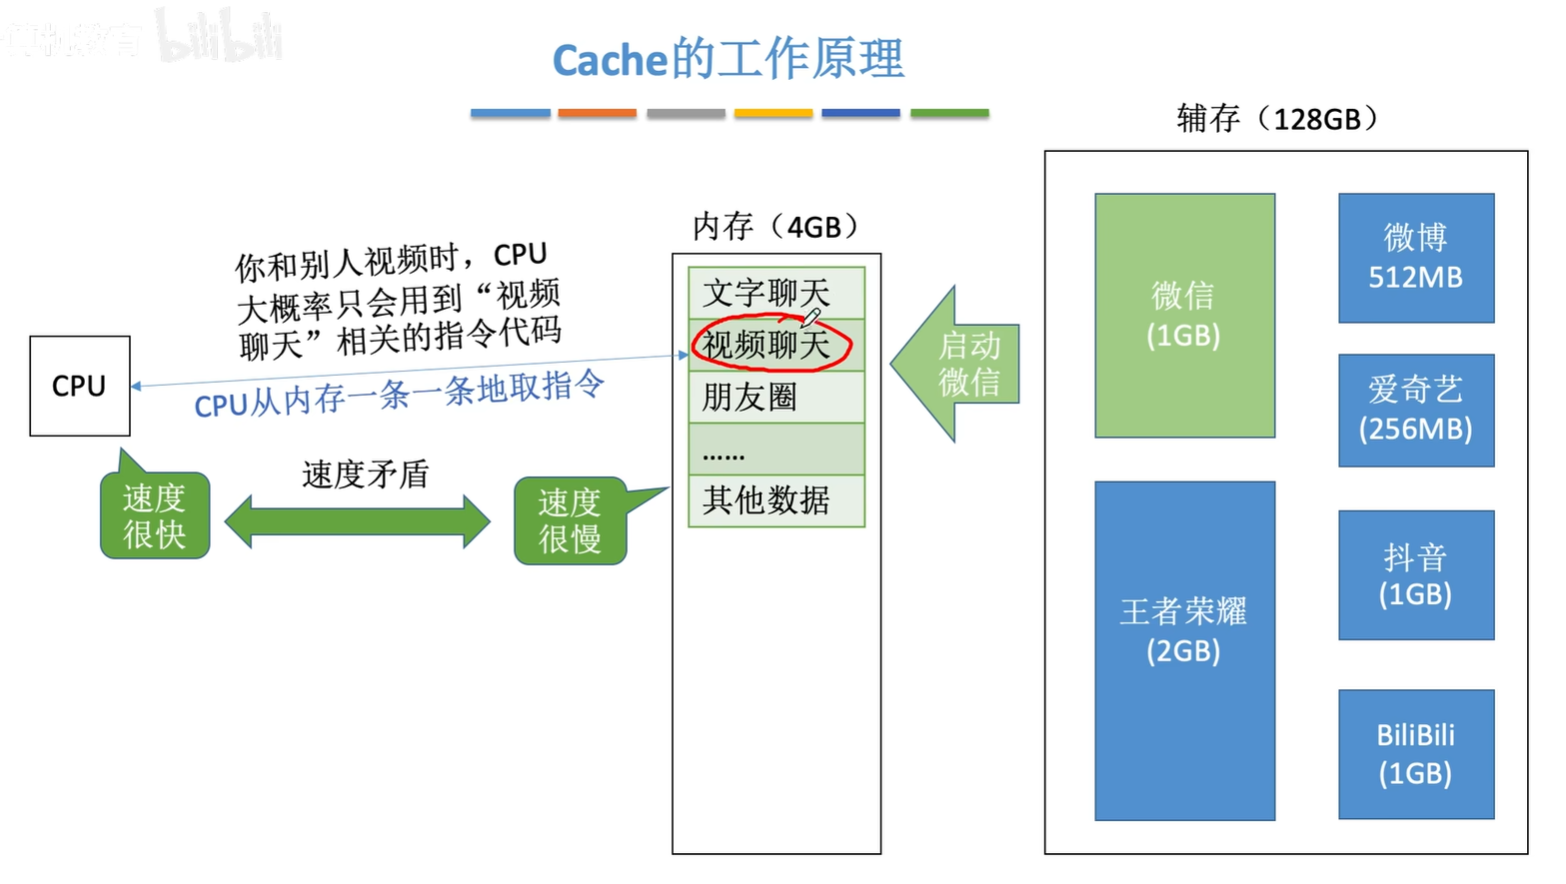 bilibili
Cache的工作原理
辅存（128GB）
内存（4GB）
你和别人视频时，CPU
大概率只会用到“视频
聊天”相关的指令代码
CPU
CPU从内存一条一条地取指令
速度矛盾
速度
很快
速度
很慢
文字聊天
视频聊天
朋友圈
……
其他数据
启动
微信
微信
(1GB)
王者荣耀
(2GB)
微博
512MB
爱奇艺
(256MB)
抖音
(1GB)
BiliBili
(1GB)